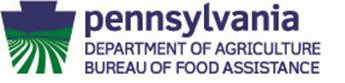 pennsylvania
DEPARTMENT OF AGRICULTURE
BUREAU OF FOOD ASSISTANCE